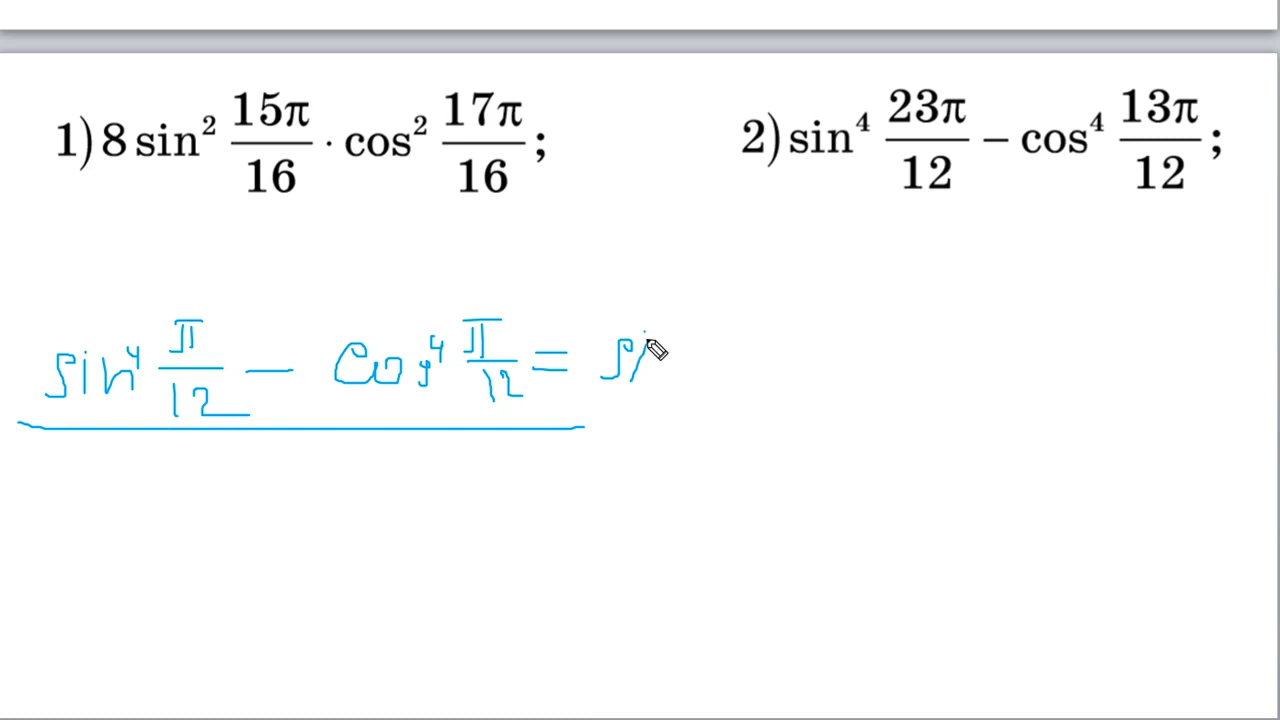 1) 8 sin² 15π/16 · cos² 17π/16;
2) sin⁴ 23π/12 − cos⁴ 13π/12;
sin⁴ π/12 − cos⁴ π/12 = si